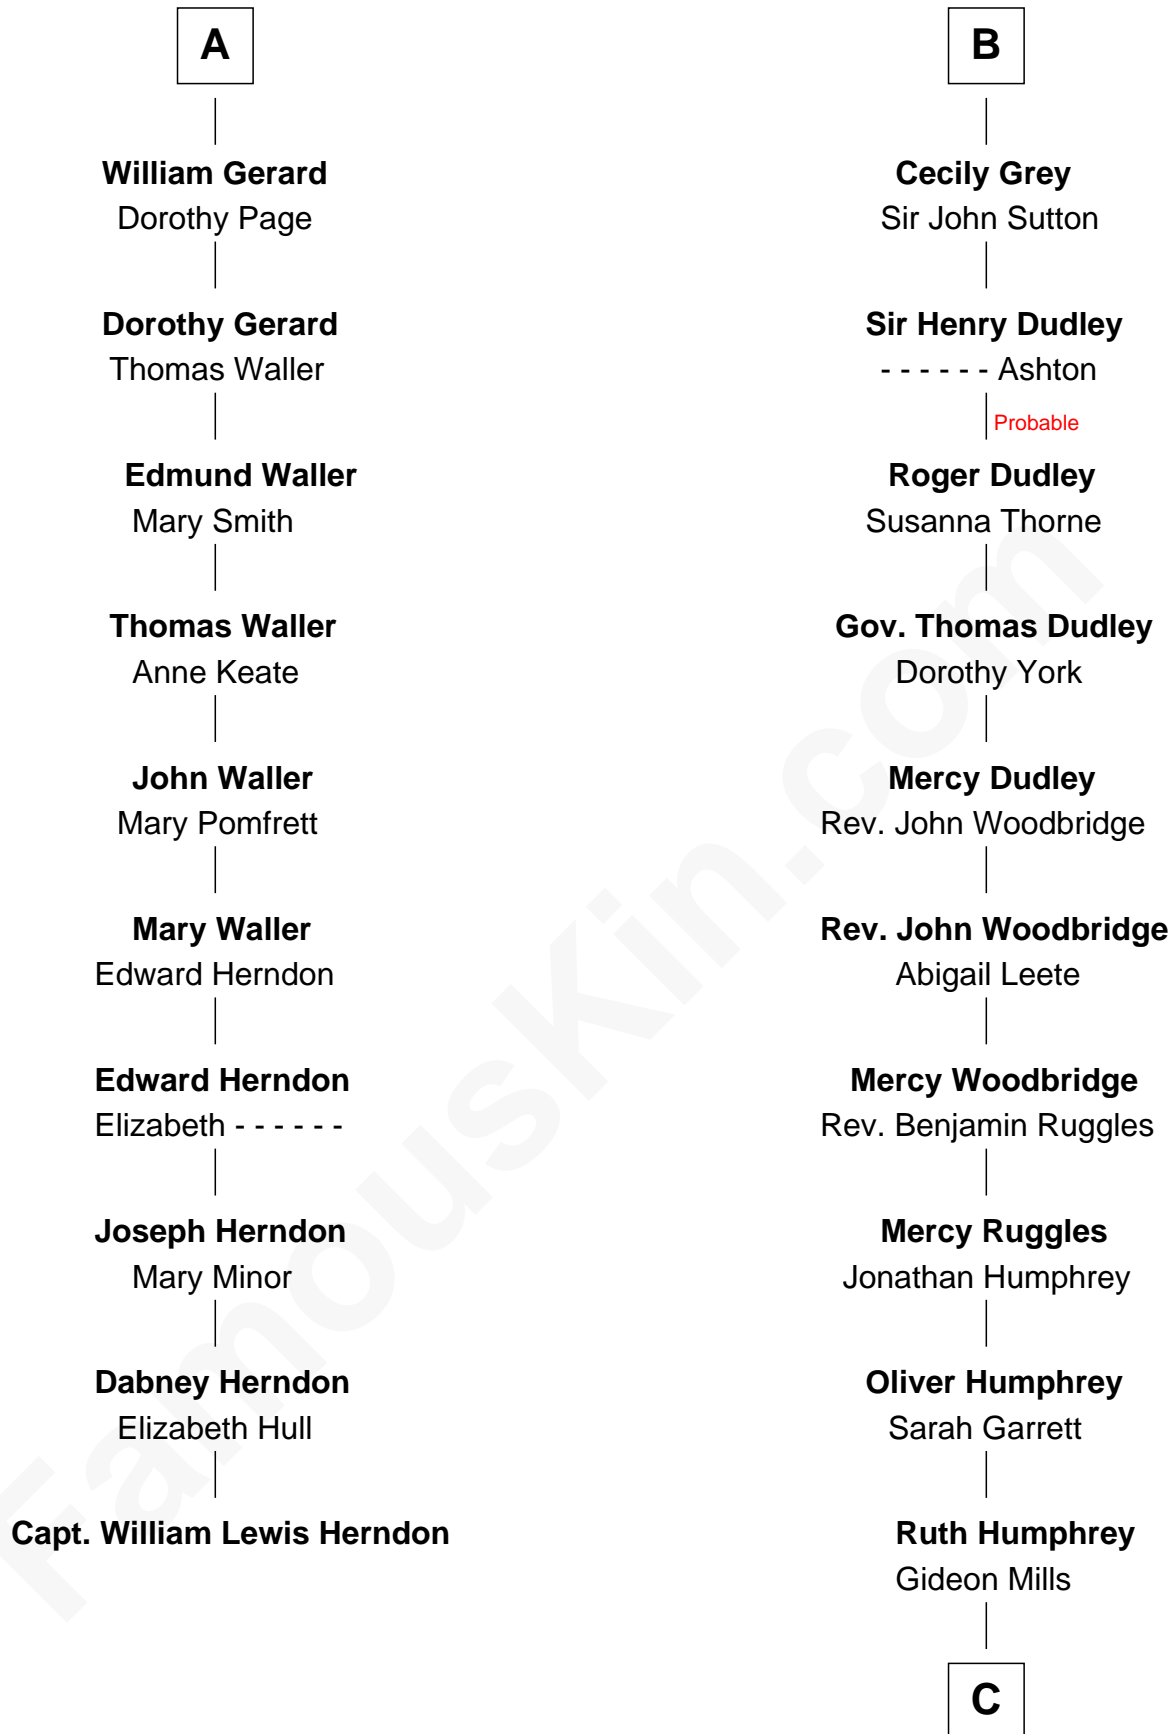 A
William Gerard
Dorothy Page
Dorothy Gerard
Thomas Waller
Edmund Waller
Mary Smith
Thomas Waller
Anne Keate
John Waller
Mary Pomfrett
Mary Waller
Edward Herndon
Edward Herndon
Elizabeth - - - - - -
Joseph Herndon
Mary Minor
Dabney Herndon
Elizabeth Hull
Capt. William Lewis Herndon
B
Cecily Grey
Sir John Sutton
Sir Henry Dudley
- - - - - - Ashton
Probable
Roger Dudley
Susanna Thorne
Gov. Thomas Dudley
Dorothy York
Mercy Dudley
Rev. John Woodbridge
Rev. John Woodbridge
Abigail Leete
Mercy Woodbridge
Rev. Benjamin Ruggles
Mercy Ruggles
Jonathan Humphrey
Oliver Humphrey
Sarah Garrett
Ruth Humphrey
Gideon Mills
C
FamousKin.com